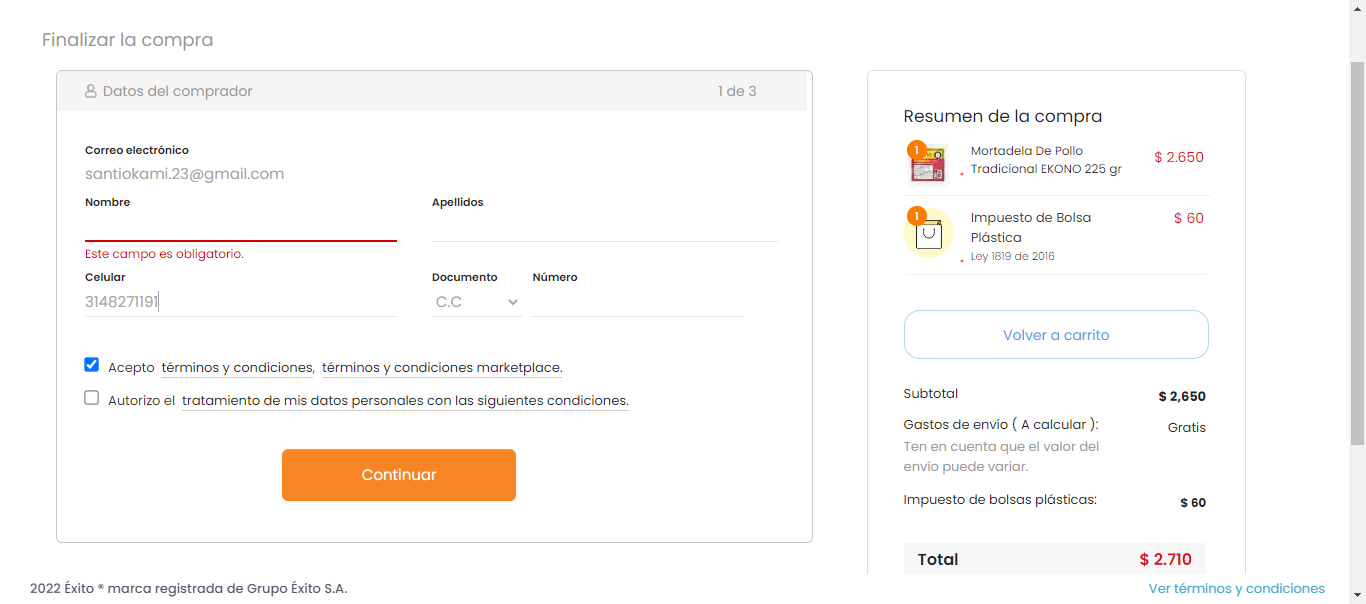 Finalizar la compra
Datos del comprador
1 de 3
Correo electrónico
santiokami.23@gmail.com
Nombre
Apellidos
Este campo es obligatorio.
Celular
Documento
Número
3148271191
C.C
Acepto términos y condiciones, términos y condiciones marketplace.
Autorizo el tratamiento de mis datos personales con las siguientes condiciones.
Continuar
Resumen de la compra
1
Mortadela De Pollo
Tradicional EKONO 225 gr
$ 2.650
1
Impuesto de Bolsa
Plástica
Ley 1819 de 2016
$ 60
Volver a carrito
Subtotal
$ 2,650
Gastos de envío ( A calcular ):
Gratis
Ten en cuenta que el valor del
envío puede variar.
Impuesto de bolsas plásticas:
$ 60
Total
$ 2.710
2022 Éxito ® marca registrada de Grupo Éxito S.A.
Ver términos y condiciones